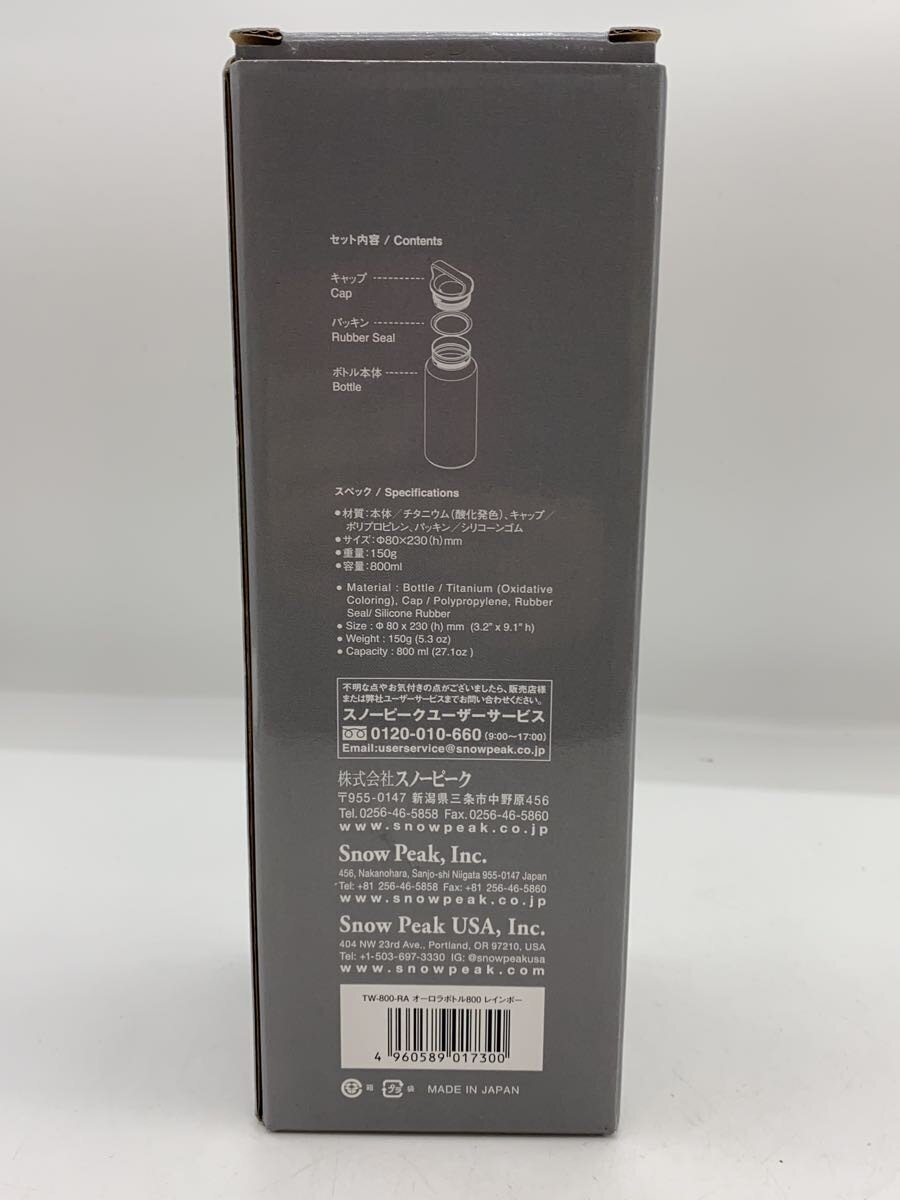 セット内容 / Contents
キャップ
Cap
パッキン
Rubber Seal
ボトル本体
Bottle
スペック / Specifications
●材質:本体/チタニウム(酸化発色)、キャップ/
ポリプロピレン、パッキン/シリコーンゴム
●サイズ:Φ80×230(h)mm
●重量:150g
●容量:800ml
● Material : Bottle / Titanium (Oxidative
Coloring), Cap / Polypropylene, Rubber
Seal/ Silicone Rubber
● Size : Φ 80 x 230 (h) mm (3.2” x 9.1” h)
● Weight : 150g (5.3 oz)
● Capacity : 800 ml (27.1oz )
不明な点やお気付きの点がございましたら、販売店様
または弊社ユーザーサービスまでお問い合わせください。
スノーピークユーザーサービス
0120-010-660 (9:00〜17:00)
Email:userservice@snowpeak.co.jp
株式会社スノーピーク
〒955-0147 新潟県三条市中野原456
Tel. 0256-46-5858 Fax. 0256-46-5860
www.snowpeak.co.jp
Snow Peak, Inc.
456, Nakanohara, Sanjo-shi Niigata 955-0147 Japan
Tel: +81 256-46-5858 Fax: +81 256-46-5860
www.snowpeak.co.jp
Snow Peak USA, Inc.
404 NW 23rd Ave., Portland, OR 97210, USA
Tel: +1-503-697-3330 IG: @snowpeakusa
www.snowpeak.com
TW-800-RA オーロラボトル800 レインボー
4 960589 017300
箱 プラ 袋 MADE IN JAPAN